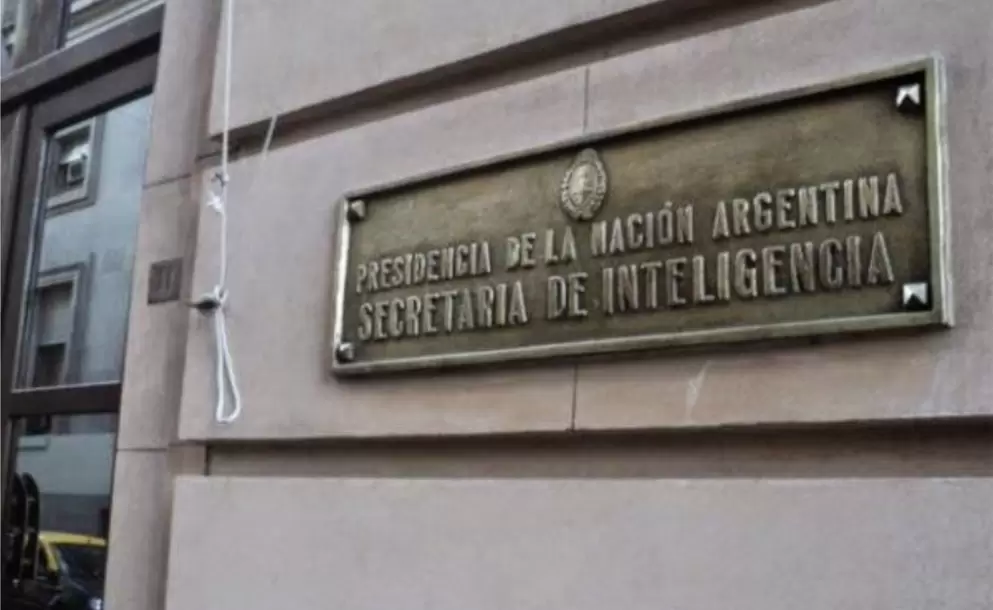 PRESIDENCIA DE LA NACIÓN ARGENTINA
SECRETARIA DE INTELIGENCIA